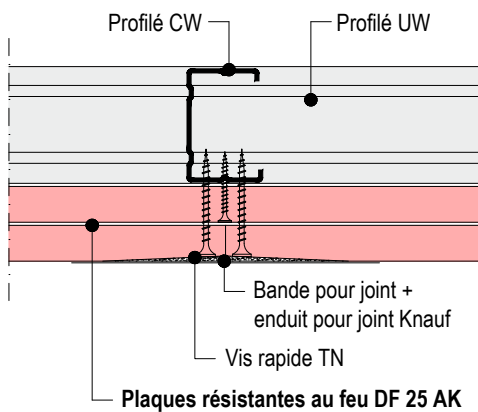 Profilé CW
Profilé UW
Bande pour joint +
enduit pour joint Knauf
Vis rapide TN
Plaques résistantes au feu DF 25 AK